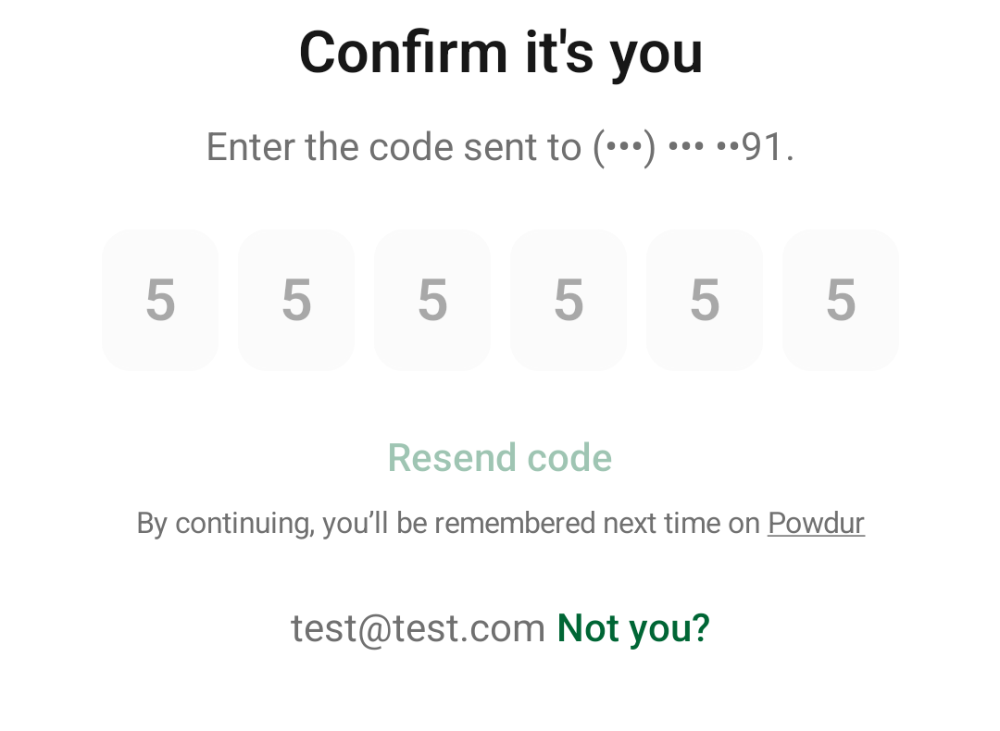 Confirm it's you
Enter the code sent to (•••) ••• ••91.
5 5 5 5 5 5
Resend code
By continuing, you’ll be remembered next time on Powdur
test@test.com Not you?